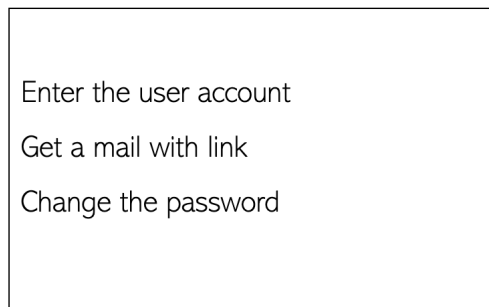 Enter the user account
Get a mail with link
Change the password